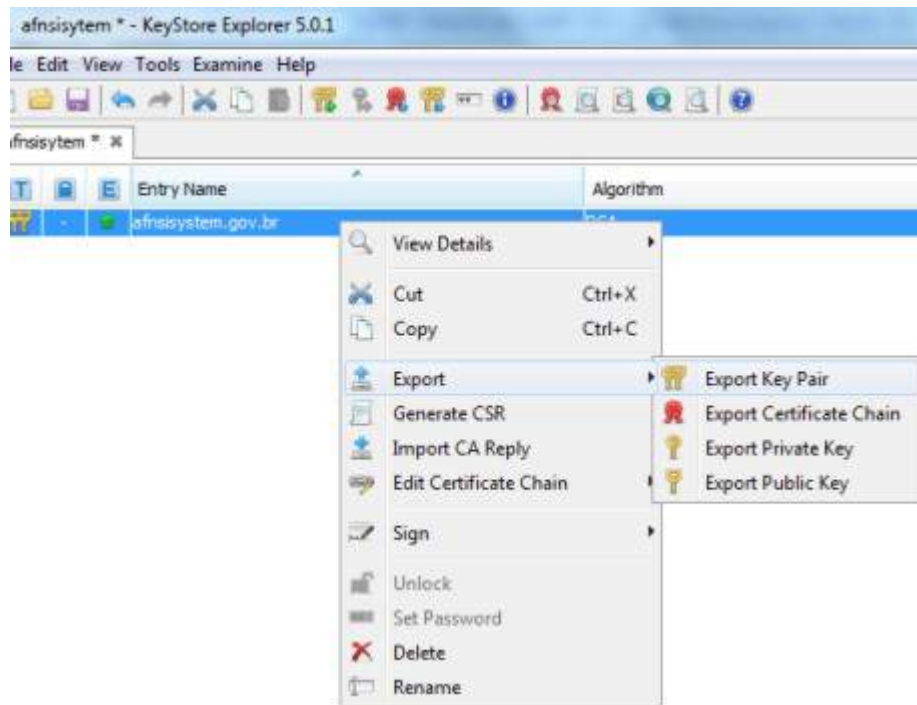 afnsisytem * - KeyStore Explorer 5.0.1
le Edit View Tools Examine Help
afnsisytem *
T E Entry Name Algorithm
afnsisystem.gov.br RSA
View Details
Cut Ctrl+X
Copy Ctrl+C
Export Export Key Pair
Generate CSR Export Certificate Chain
Import CA Reply Export Private Key
Edit Certificate Chain Export Public Key
Sign
Unlock
Set Password
Delete
Rename